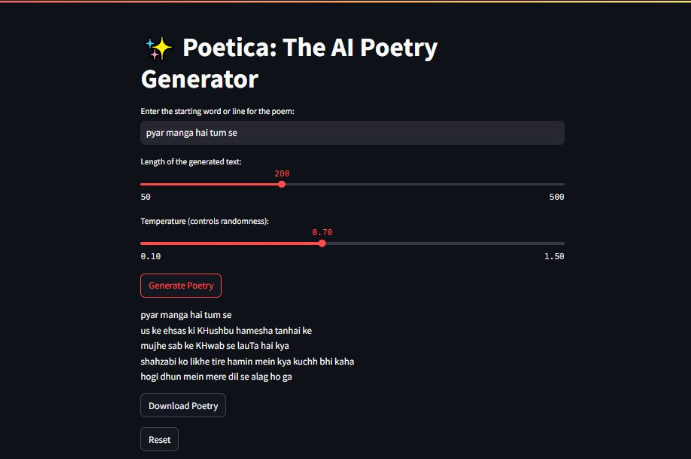 ✨ Poetica: The AI Poetry
Generator
Enter the starting word or line for the poem:
pyar manga hai tum se
Length of the generated text:
200
50 500
Temperature (controls randomness):
0.70
0.10 1.50
Generate Poetry
pyar manga hai tum se
us ke ehsas ki KHushbu hamesha tanhai ke
mujhe sab ke KHwab se lauTa hai kya
shahzabi ko likhe tire hamin mein kya kuchh bhi kaha
hogi dhun mein mere dil se alag ho ga
Download Poetry
Reset